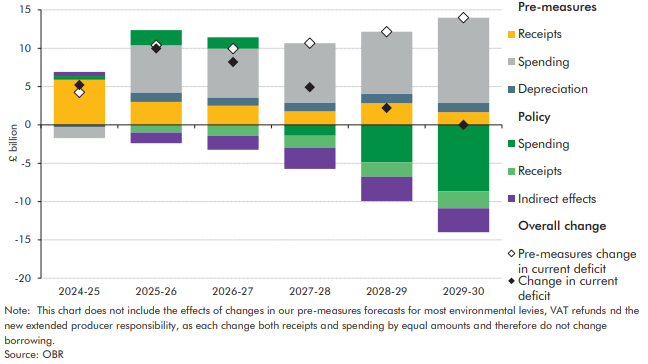 Pre-measures
Receipts
Spending
Depreciation
Policy
Spending
Receipts
Indirect effects
Overall change
Pre-measures change
in current deficit
Change in current
deficit
£ billion
15
10
5
0
-5
-10
-15
-20
2024-25 2025-26 2026-27 2027-28 2028-29 2029-30
Note: This chart does not include the effects of changes in our pre-measures forecasts for most environmental levies, VAT refunds nd the
new extended producer responsibility, as each change both receipts and spending by equal amounts and therefore do not change
borrowing.
Source: OBR